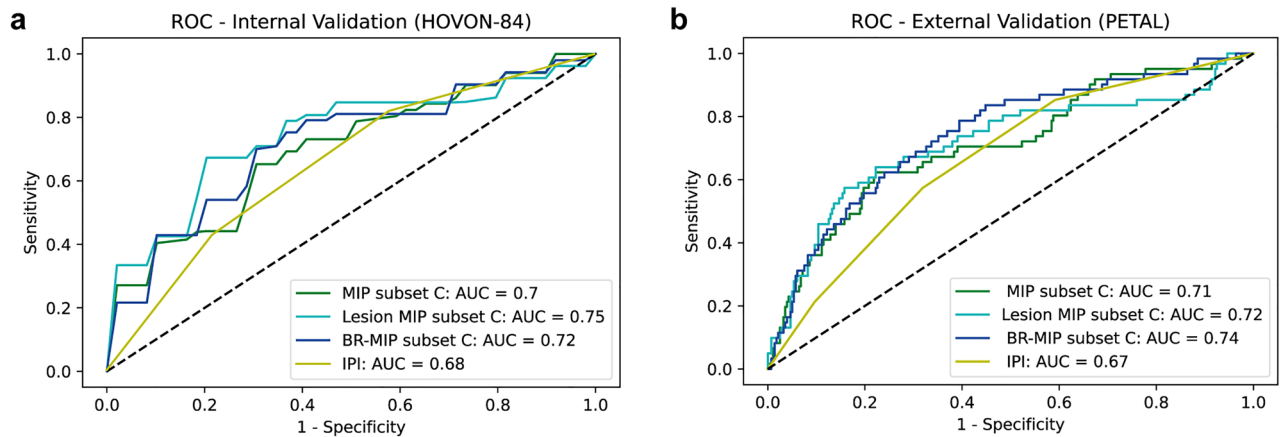 a
ROC - Internal Validation (HOVON-84)
1.0
0.8
0.6
0.4
0.2
0.0
Sensitivity
MIP subset C: AUC = 0.7
Lesion MIP subset C: AUC = 0.75
BR-MIP subset C: AUC = 0.72
IPI: AUC = 0.68
0.0 0.2 0.4 0.6 0.8 1.0
1 - Specificity
b
ROC - External Validation (PETAL)
1.0
0.8
0.6
0.4
0.2
0.0
Sensitivity
MIP subset C: AUC = 0.71
Lesion MIP subset C: AUC = 0.72
BR-MIP subset C: AUC = 0.74
IPI: AUC = 0.67
0.0 0.2 0.4 0.6 0.8 1.0
1 - Specificity